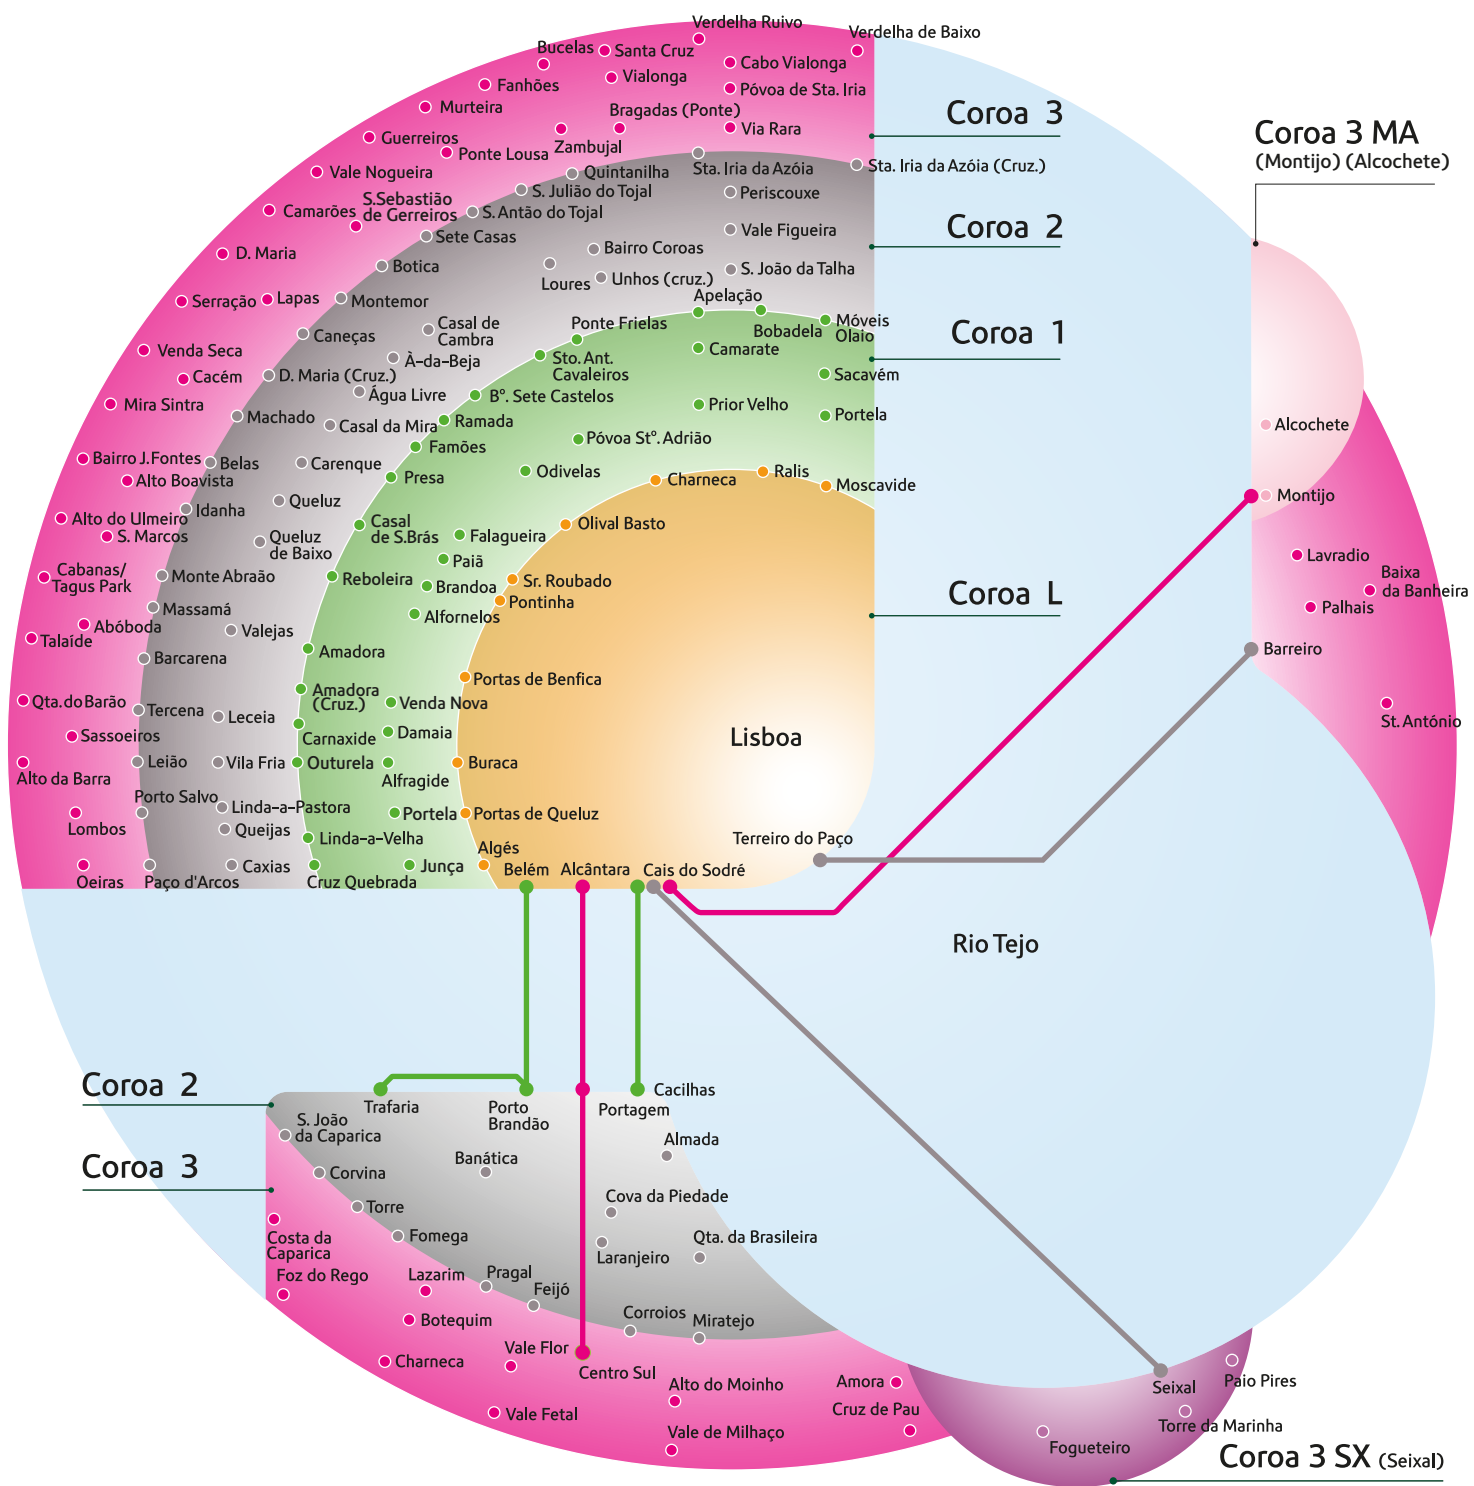 Verdelha Ruivo
Verdelha de Baixo
Bucelas
Santa Cruz
Cabo Vialonga
Fanhões
Vialonga
Póvoa de Sta. Iria
Murteira
Bragadas (Ponte)
Coroa 3
Guerreiros
Via Rara
Zambujal
Ponte Lousa
Coroa 3 MA
(Montijo) (Alcochete)
Vale Nogueira
Quintanilha
Sta. Iria da Azóia
Sta. Iria da Azóia (Cruz.)
S. Julião do Tojal
Periscouxe
S.Sebastião
de Gerreiros
Camarões
S. Antão do Tojal
Coroa 2
Sete Casas
Vale Figueira
D. Maria
Bairro Coroas
Botica
S. João da Talha
Loures
Unhos (cruz.)
Serração
Lapas
Montemor
Apelação
Ponte Frielas
Bobadela
Móveis
Olaio
Coroa 1
Casal de
Cambra
Caneças
Venda Seca
À-da-Beja
Sto. Ant.
Cavaleiros
Camarate
Cacém
D. Maria (Cruz.)
Sacavém
Água Livre
Bº. Sete Castelos
Mira Sintra
Prior Velho
Machado
Casal da Mira
Ramada
Portela
Alcochete
Famões
Póvoa Stº. Adrião
Bairro J.Fontes
Belas
Carenque
Alto Boavista
Presa
Odivelas
Charneca
Ralis
Moscavide
Montijo
Queluz
Idanha
Alto do Ulmeiro
Casal
de S.Brás
Olival Basto
S. Marcos
Queluz
de Baixo
Falagueira
Lavradio
Cabanas/
Tagus Park
Monte Abraão
Reboleira
Paiã
Brandoa
Sr. Roubado
Baixa
da Banheira
Coroa L
Pontinha
Palhais
Massamá
Alfornelos
Abóboda
Valejas
Talaíde
Barcarena
Amadora
Barreiro
Portas de Benfica
Qta. do Barão
Amadora
(Cruz.)
Venda Nova
Tercena
Leceia
St. António
Sassoeiros
Carnaxide
Damaia
Lisboa
Leião
Vila Fria
Outurela
Buraca
Alto da Barra
Alfragide
Porto Salvo
Linda-a-Pastora
Portela
Portas de Queluz
Lombos
Queijas
Linda-a-Velha
Terreiro do Paço
Algés
Caxias
Junça
Belém
Alcântara
Cais do Sodré
Oeiras
Paço d'Arcos
Cruz Quebrada
Rio Tejo
Coroa 2
Cacilhas
Trafaria
Porto
Brandão
Portagem
S. João
da Caparica
Almada
Coroa 3
Banática
Corvina
Cova da Piedade
Torre
Fomega
Costa da
Caparica
Qta. da Brasileira
Laranjeiro
Foz do Rego
Lazarim
Pragal
Feijó
Botequim
Corroios
Miratejo
Vale Flor
Charneca
Centro Sul
Alto do Moinho
Amora
Seixal
Paio Pires
Vale Fetal
Cruz de Pau
Torre da Marinha
Vale de Milhaço
Fogueteiro
Coroa 3 SX (Seixal)